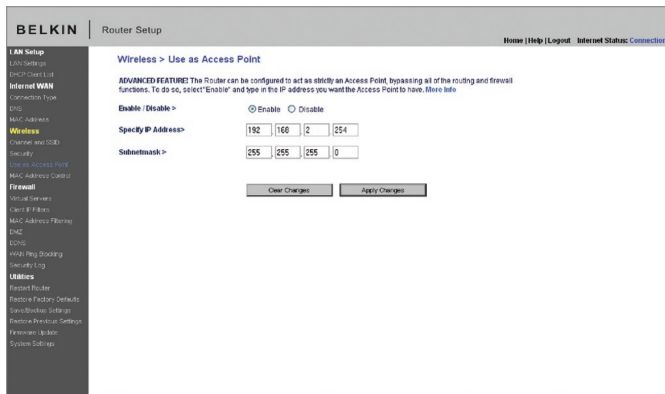 BELKIN
Router Setup
Home | Help | Logout Internet Status: Connection
LAN Setup
LAN Settings
DHCP Client List
Internet WAN
Connection Type
DNS
MAC Address
Wireless
Channel and SSID
Security
Use as Access Point
MAC Address Control
Firewall
Virtual Servers
Client IP Filters
MAC Address Filtering
DMZ
DDNS
WAN Ping Blocking
Security Log
Utilities
Restart Router
Restore Factory Defaults
Save/Backup Settings
Restore Previous Settings
Firmware Update
System Settings
Wireless > Use as Access Point
ADVANCED FEATURE! The Router can be configured to act as strictly an Access Point, bypassing all of the routing and firewall
functions. To do so, select "Enable" and type in the IP address you want the Access Point to have. More Info
Enable / Disable > Enable Disable
Specify IP Address> 192 . 168 . 2 . 254
Subnetmask > 255 . 255 . 255 . 0
Clear Changes Apply Changes